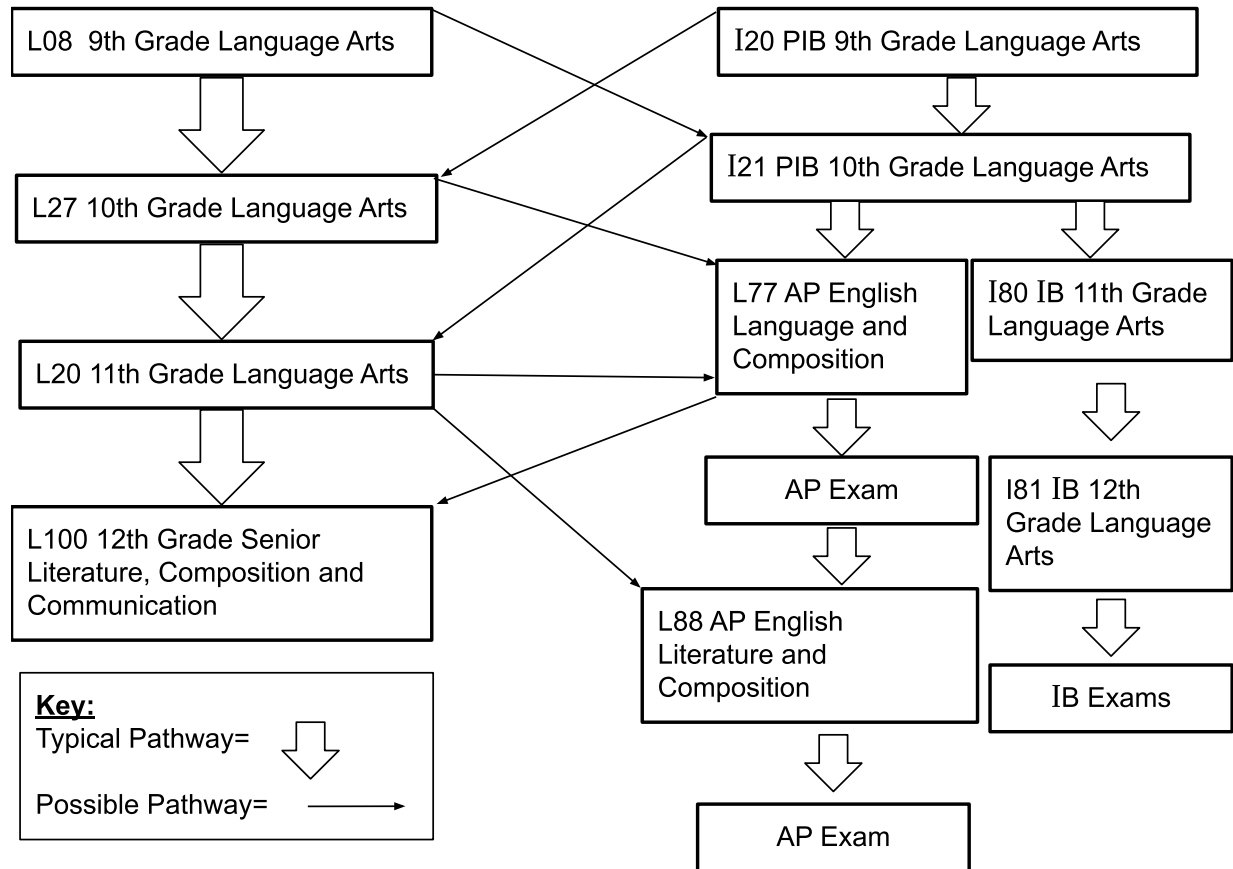 L08  9th Grade Language Arts
I20 PIB 9th Grade Language Arts
I21 PIB 10th Grade Language Arts
L27 10th Grade Language Arts
L77 AP English
Language and
Composition
I80 IB 11th Grade
Language Arts
L20 11th Grade Language Arts
AP Exam
I81 IB 12th
Grade Language
Arts
L100 12th Grade Senior
Literature, Composition and
Communication
L88 AP English
Literature and
Composition
IB Exams
Key:
Typical Pathway=
Possible Pathway=
AP Exam